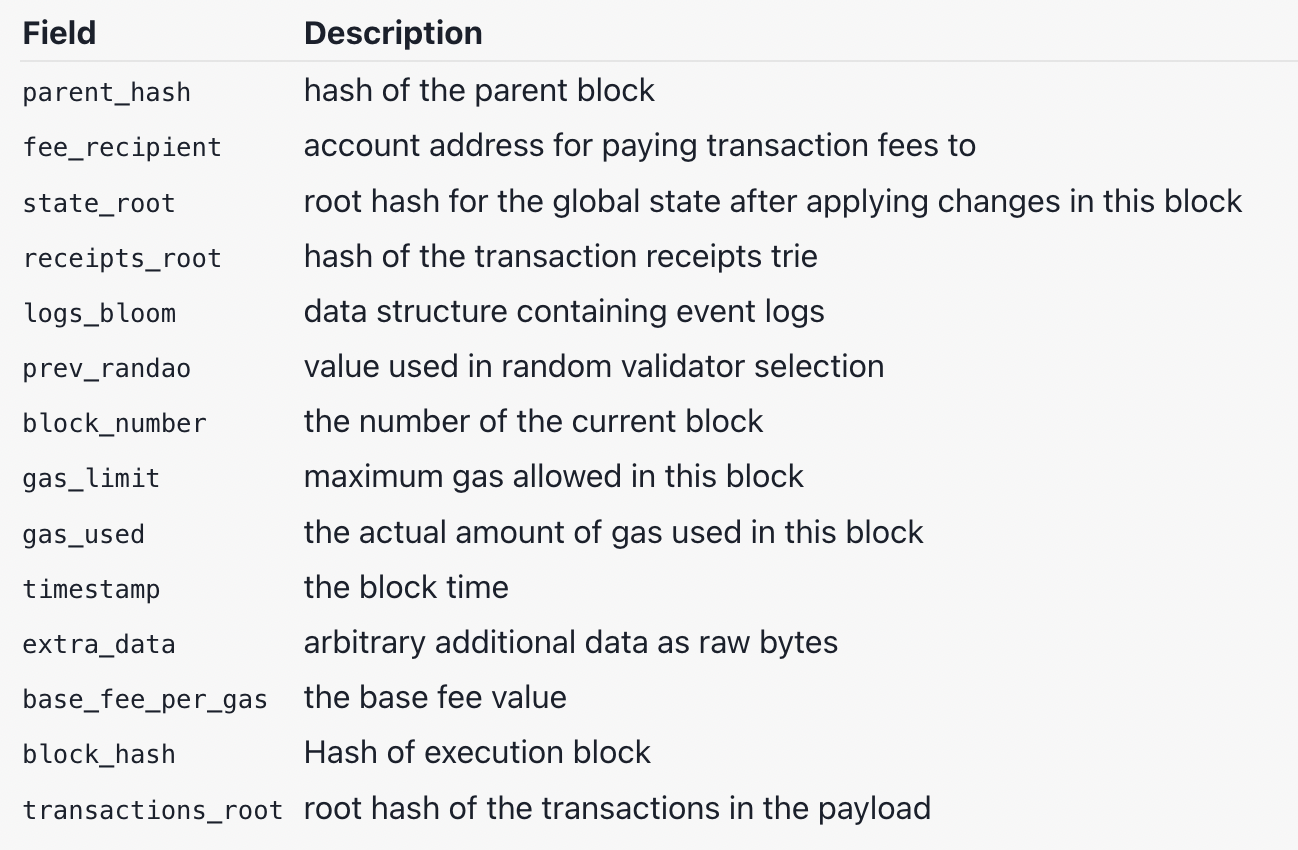 Field Description
parent_hash hash of the parent block
fee_recipient account address for paying transaction fees to
state_root root hash for the global state after applying changes in this block
receipts_root hash of the transaction receipts trie
logs_bloom data structure containing event logs
prev_randao value used in random validator selection
block_number the number of the current block
gas_limit maximum gas allowed in this block
gas_used the actual amount of gas used in this block
timestamp the block time
extra_data arbitrary additional data as raw bytes
base_fee_per_gas the base fee value
block_hash Hash of execution block
transactions_root root hash of the transactions in the payload